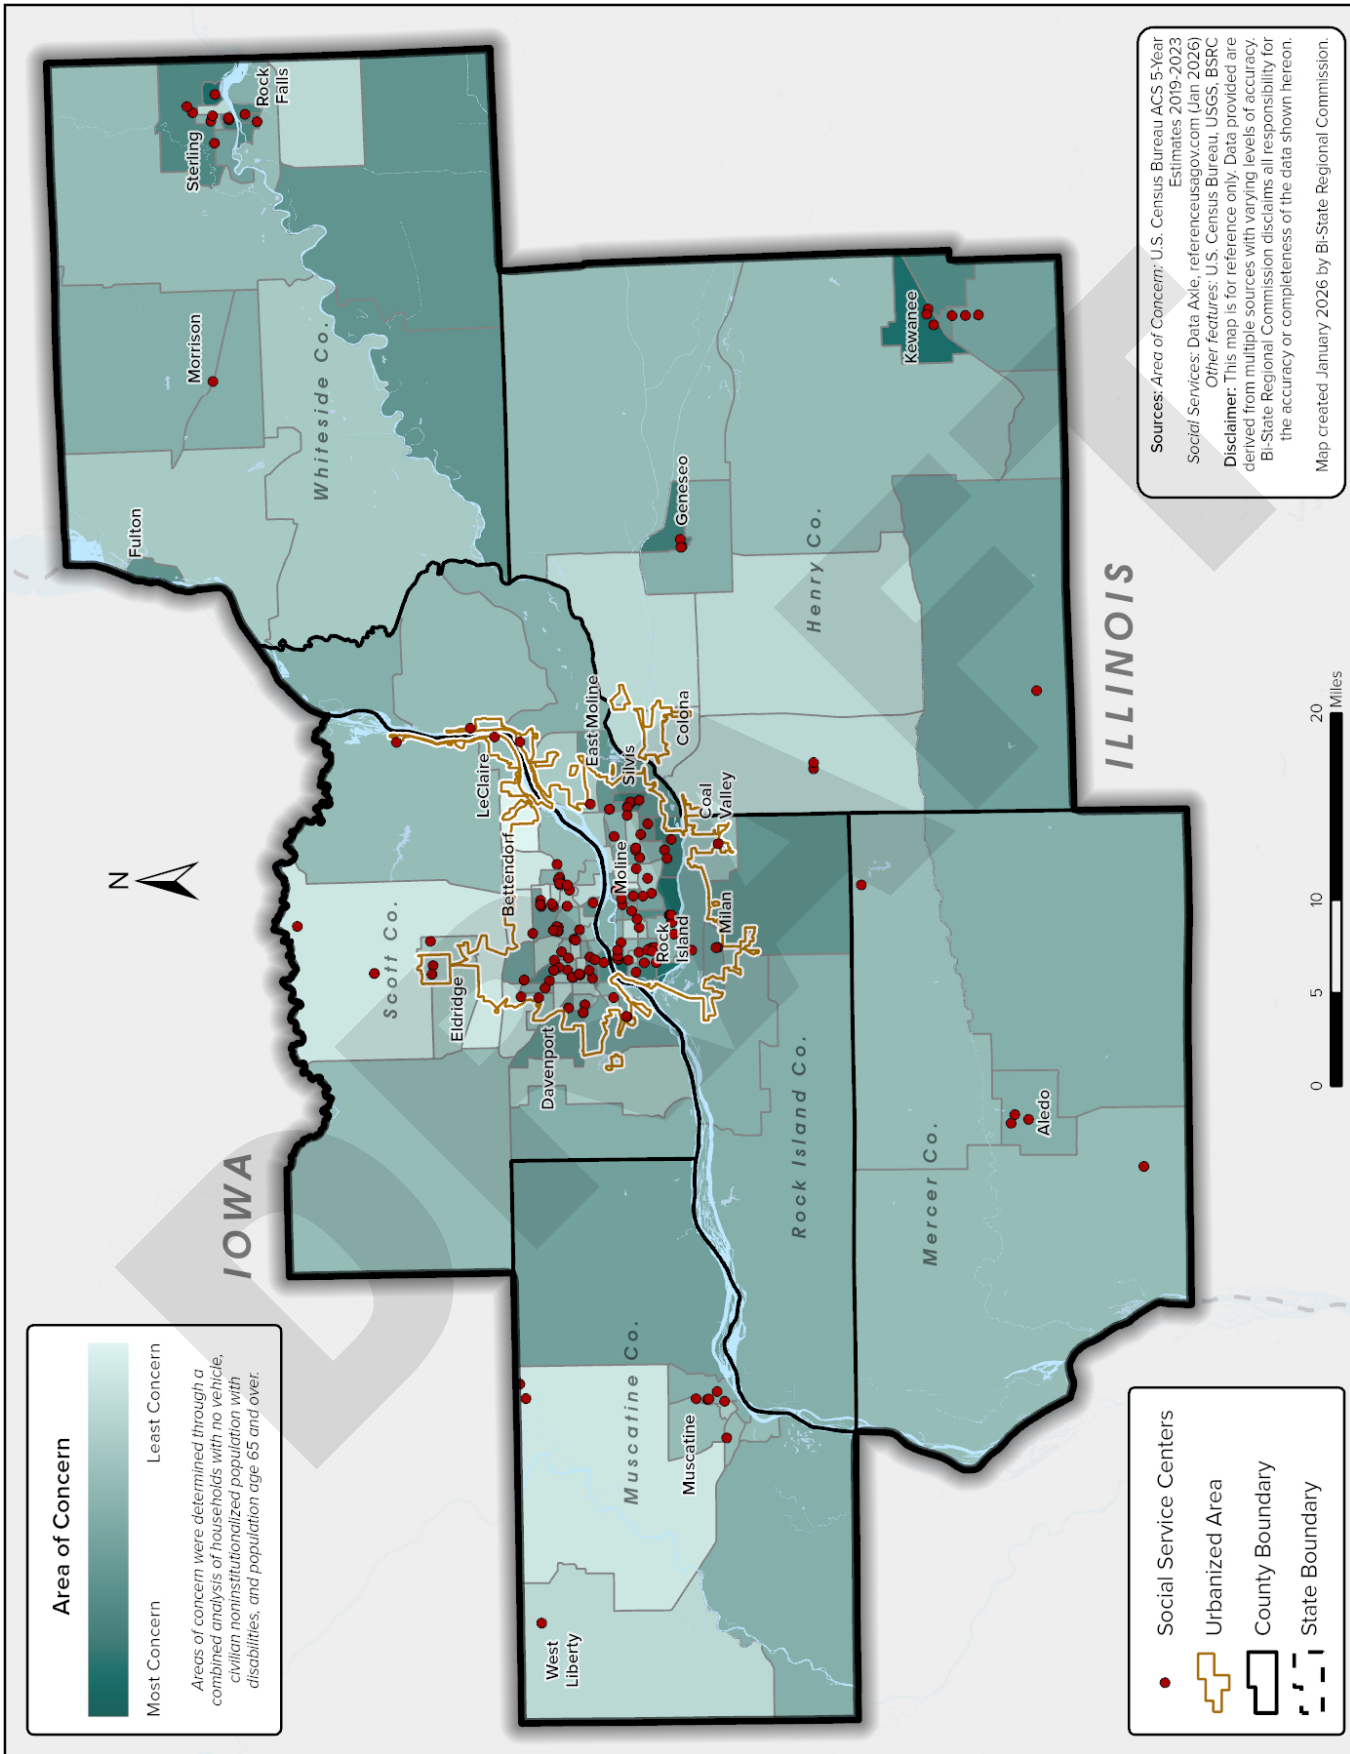 Area of Concern
Most Concern
Least Concern
Areas of concern were determined through a
combined analysis of households with no vehicle,
civilian noninstitutionalized population with
disabilities, and population age 65 and over.
IOWA
N
Scott Co.
Eldridge
Davenport
Bettendorf
LeClaire
Fulton
Morrison
Sterling
Rock
Falls
Whiteside Co.
West
Liberty
Muscatine Co.
Muscatine
Rock
Island
Moline
East Moline
Silvis
Colona
Coal
Valley
Milan
Rock Island Co.
Geneseo
Henry Co.
Kewanee
Mercer Co.
Aledo
ILLINOIS
DRAFT
Social Service Centers
Urbanized Area
County Boundary
State Boundary
0 5 10 20
Miles
Sources: Area of Concern: U.S. Census Bureau ACS 5-Year
Estimates 2019-2023
Social Services: Data Axle, referenceusagov.com (Jan 2026)
Other features: U.S. Census Bureau, USGS, BSRC
Disclaimer: This map is for reference only. Data provided are
derived from multiple sources with varying levels of accuracy.
Bi-State Regional Commission disclaims all responsibility for
the accuracy or completeness of the data shown hereon.
Map created January 2026 by Bi-State Regional Commission.